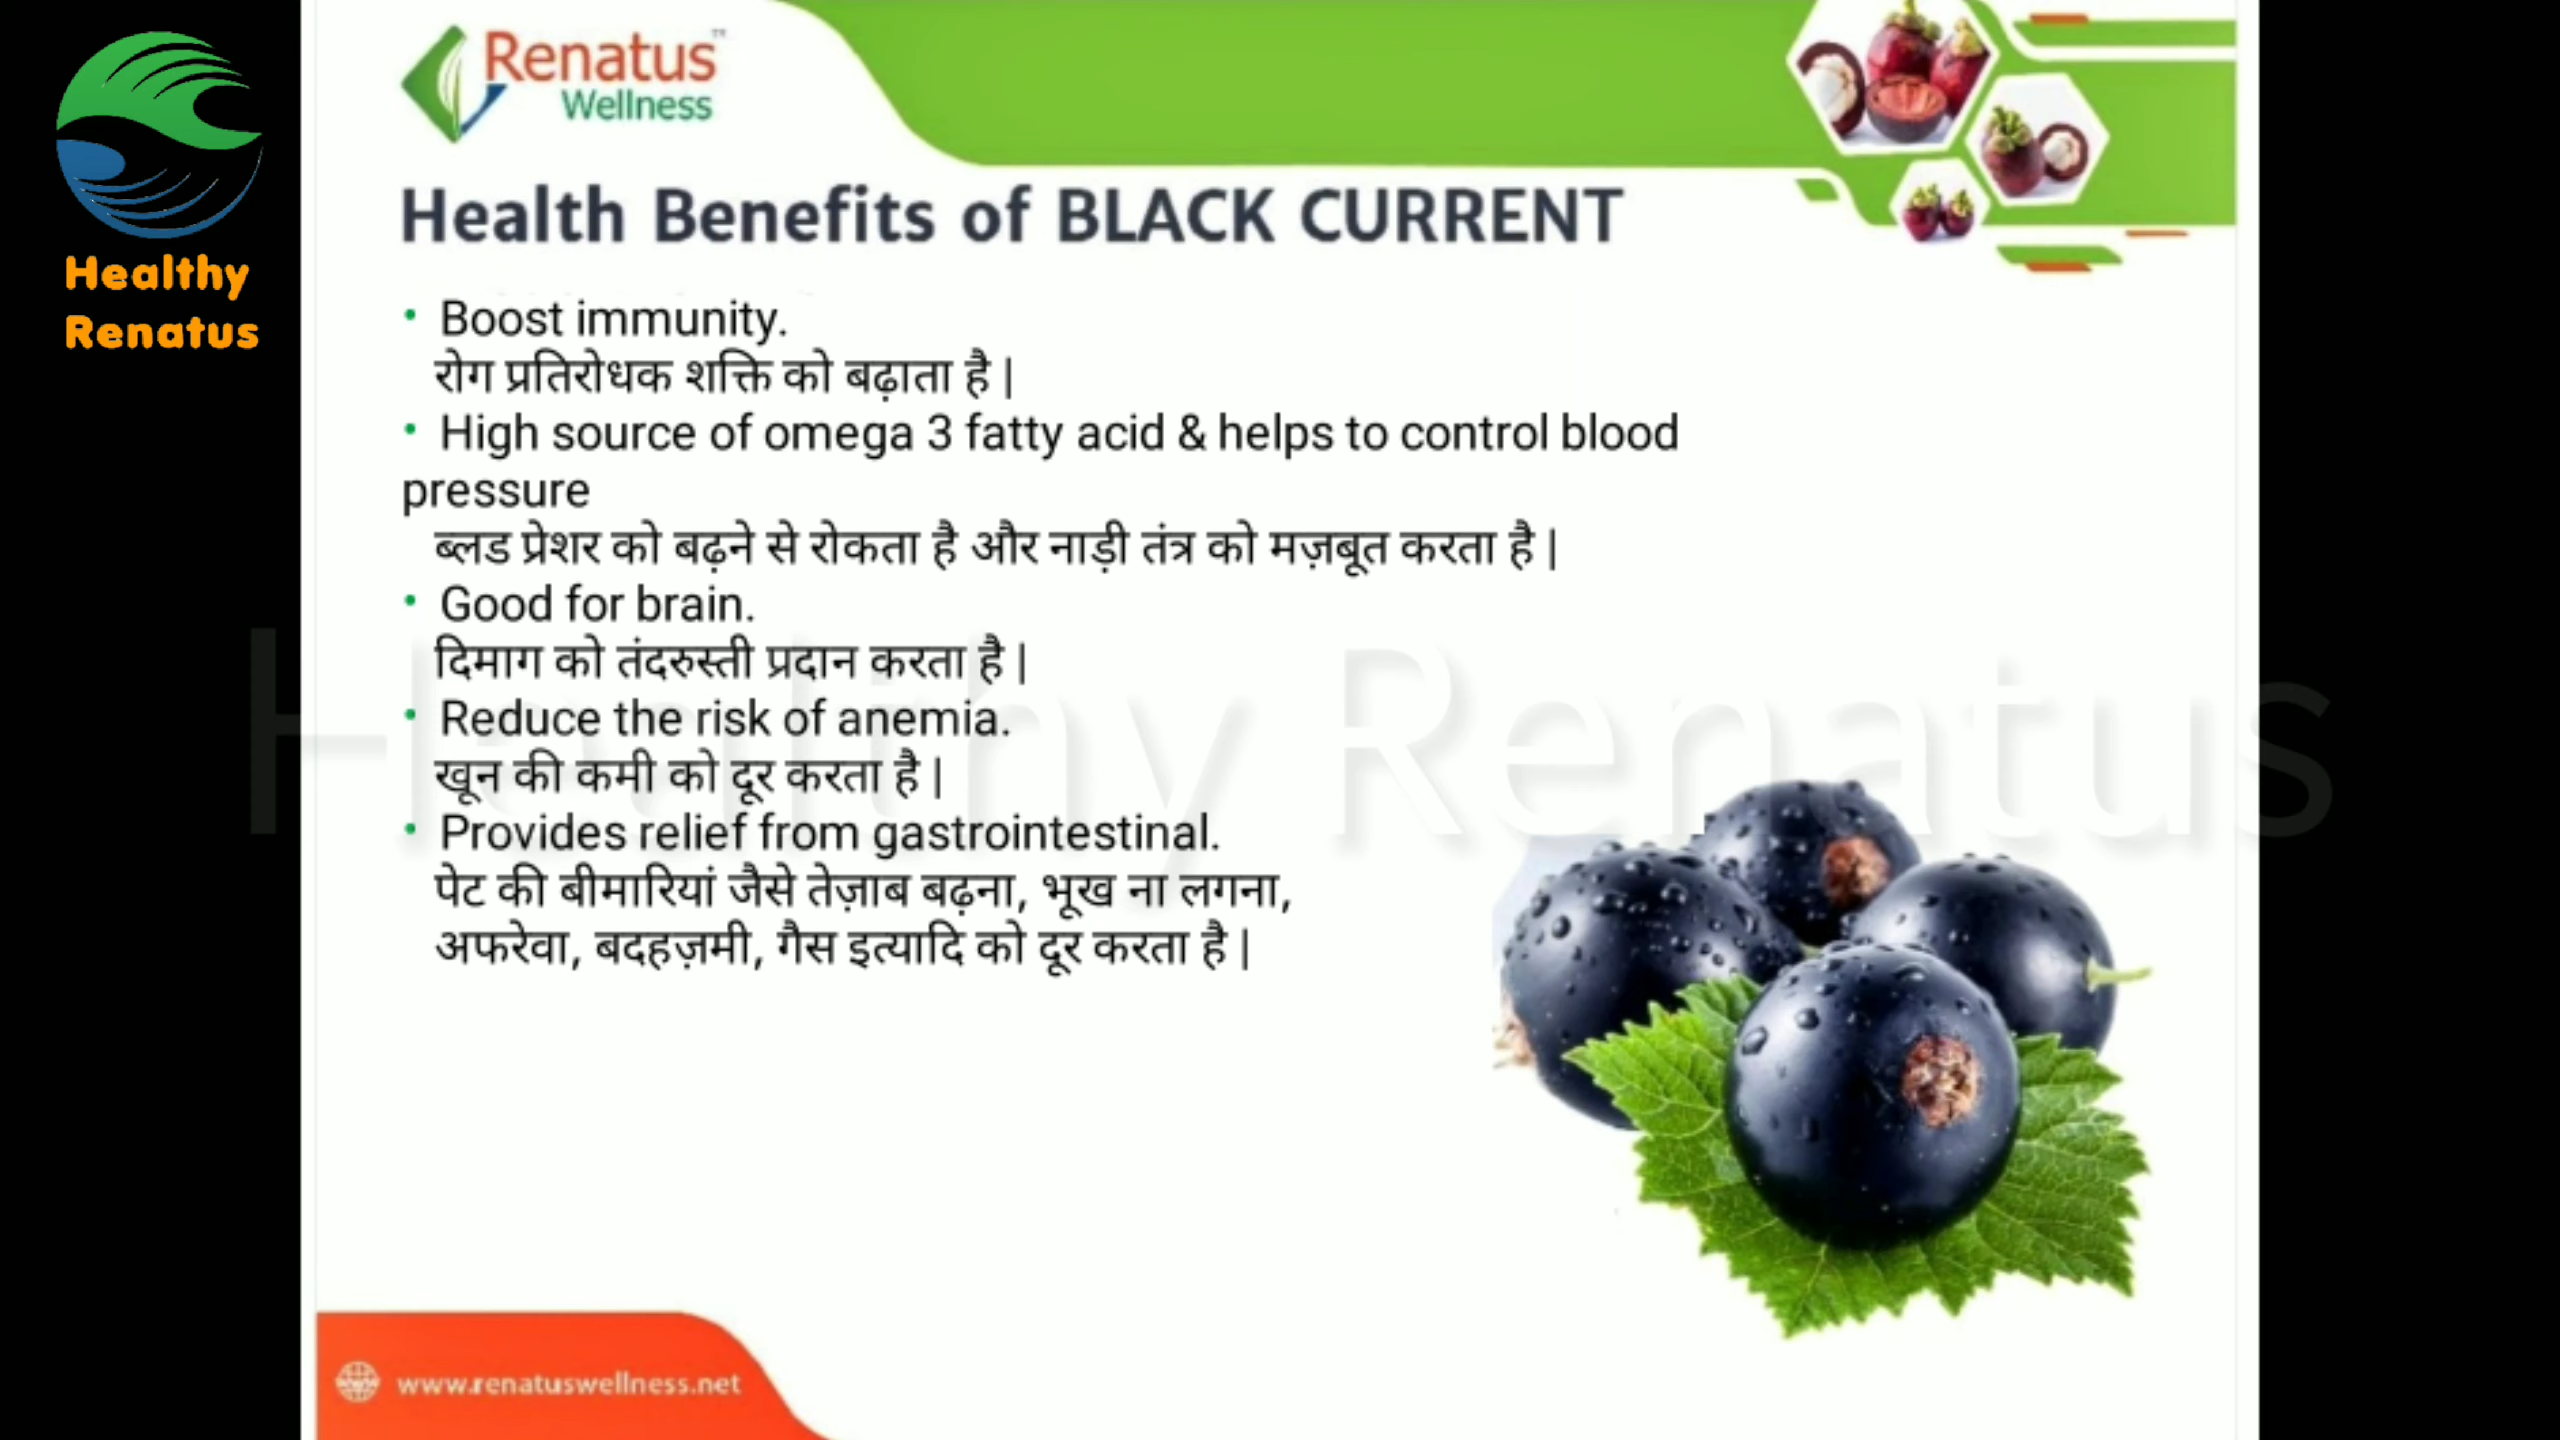 Healthy
Renatus
Renatus™
Wellness
Health Benefits of BLACK CURRENT
• Boost immunity.
रोग प्रतिरोधक शक्ति को बढ़ाता है |
• High source of omega 3 fatty acid & helps to control blood
pressure
ब्लड प्रेशर को बढ़ने से रोकता है और नाड़ी तंत्र को मज़बूत करता है |
• Good for brain.
दिमाग को तंदरुस्ती प्रदान करता है |
• Reduce the risk of anemia.
खून की कमी को दूर करता है |
• Provides relief from gastrointestinal.
पेट की बीमारियां जैसे तेज़ाब बढ़ना, भूख ना लगना,
अफरेवा, बदहज़मी, गैस इत्यादि को दूर करता है |
Healthy Renatus
www.renatuswellness.net